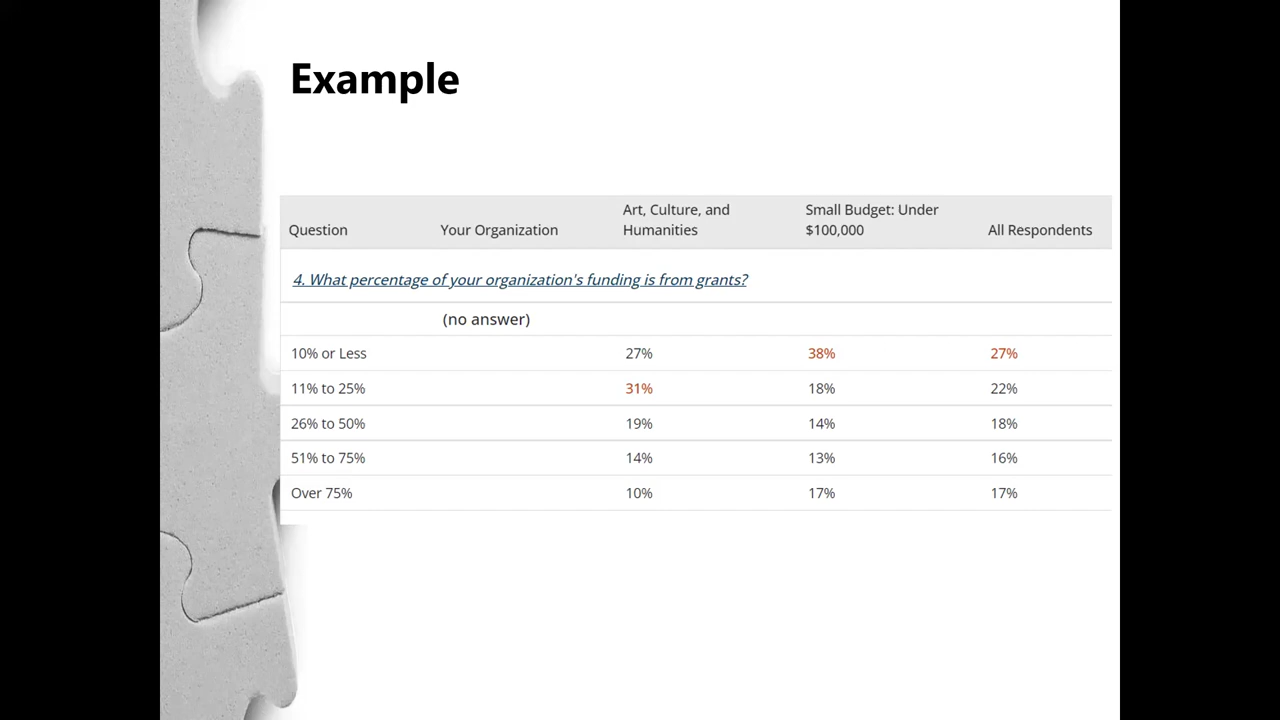 Example
Question Your Organization Art, Culture, and Humanities Small Budget: Under $100,000 All Respondents
4. What percentage of your organization's funding is from grants?
(no answer)
10% or Less 27% 38% 27%
11% to 25% 31% 18% 22%
26% to 50% 19% 14% 18%
51% to 75% 14% 13% 16%
Over 75% 10% 17% 17%